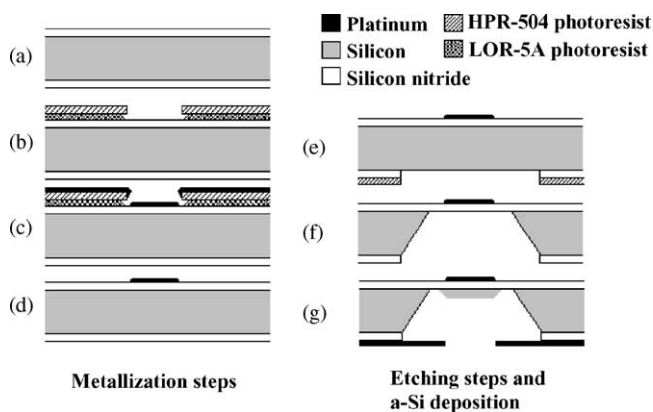 Platinum
HPR-504 photoresist
Silicon
LOR-5A photoresist
Silicon nitride
(a)
(b)
(c)
(d)
(e)
(f)
(g)
Metallization steps
Etching steps and
a-Si deposition